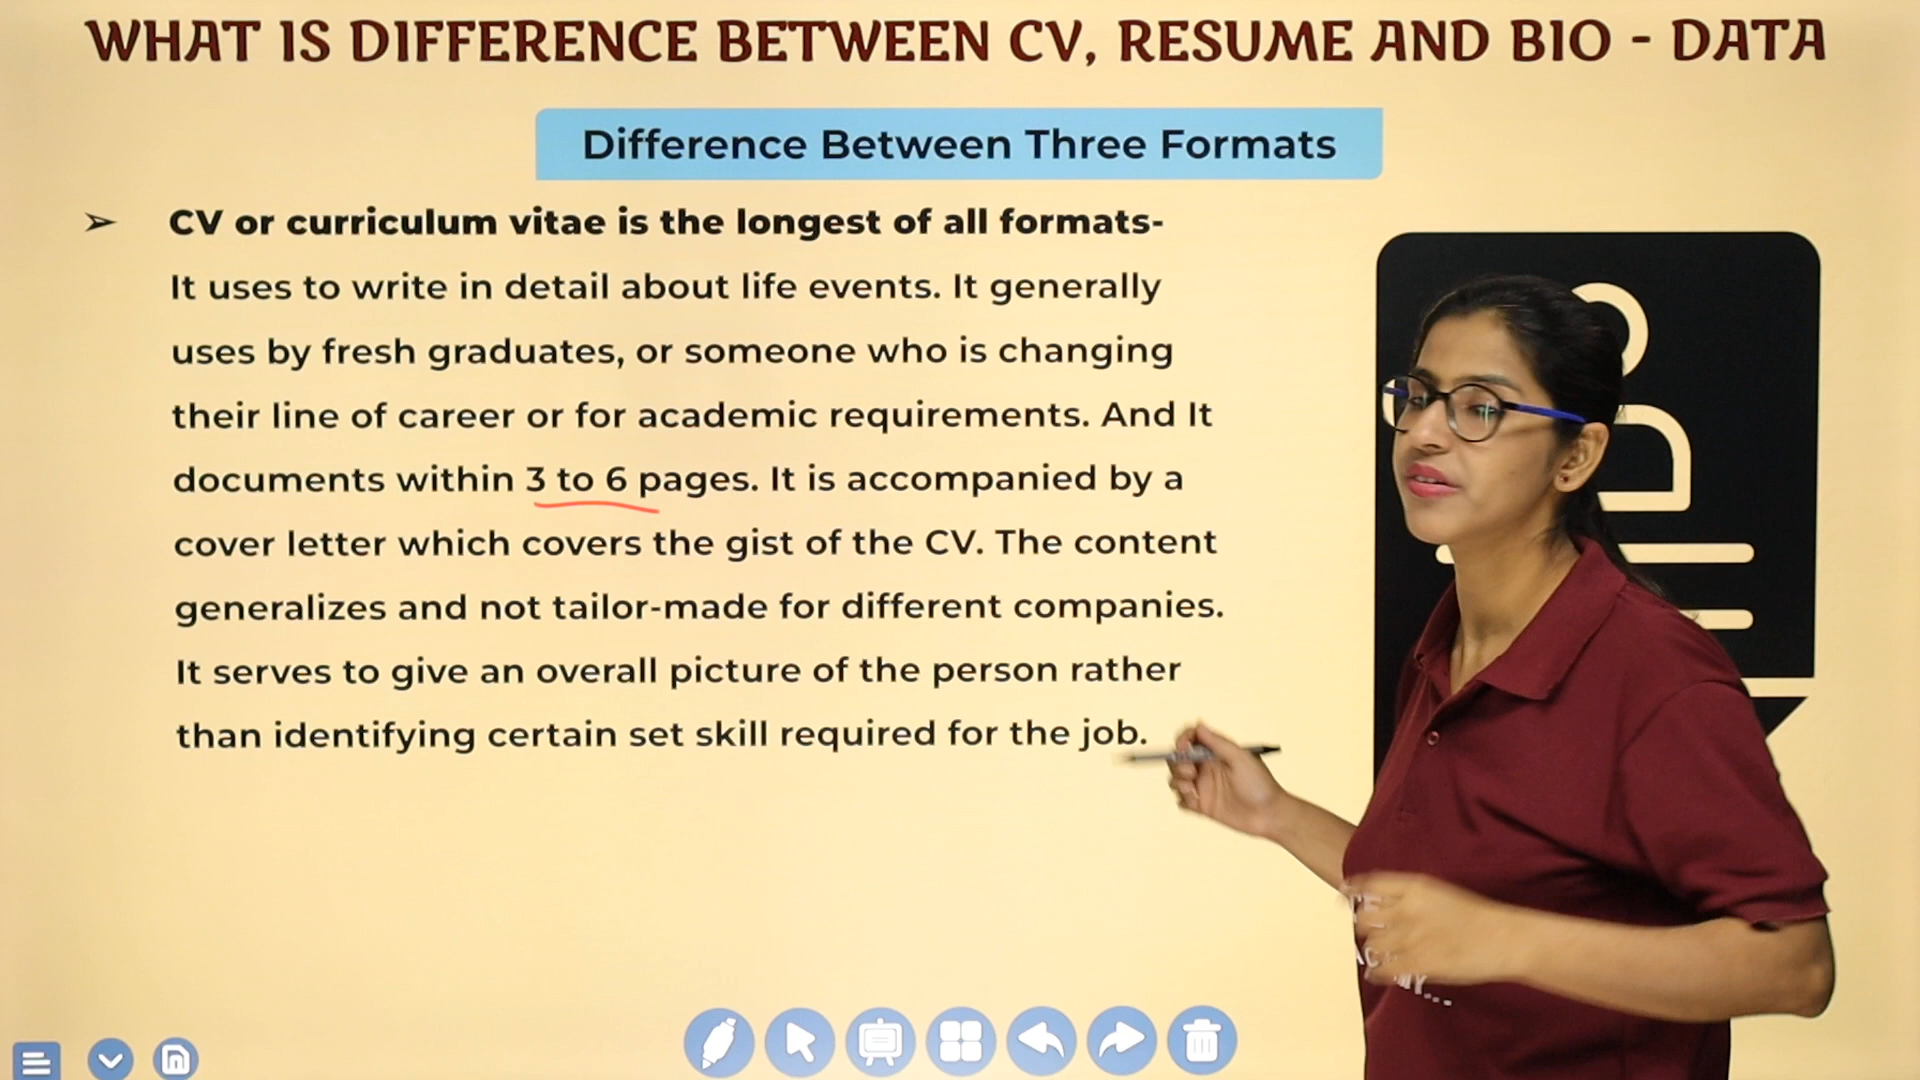 WHAT IS DIFFERENCE BETWEEN CV, RESUME AND BIO - DATA
Difference Between Three Formats
➢ CV or curriculum vitae is the longest of all formats-
It uses to write in detail about life events. It generally
uses by fresh graduates, or someone who is changing
their line of career or for academic requirements. And It
documents within 3 to 6 pages. It is accompanied by a
cover letter which covers the gist of the CV. The content
generalizes and not tailor-made for different companies.
It serves to give an overall picture of the person rather
than identifying certain set skill required for the job.